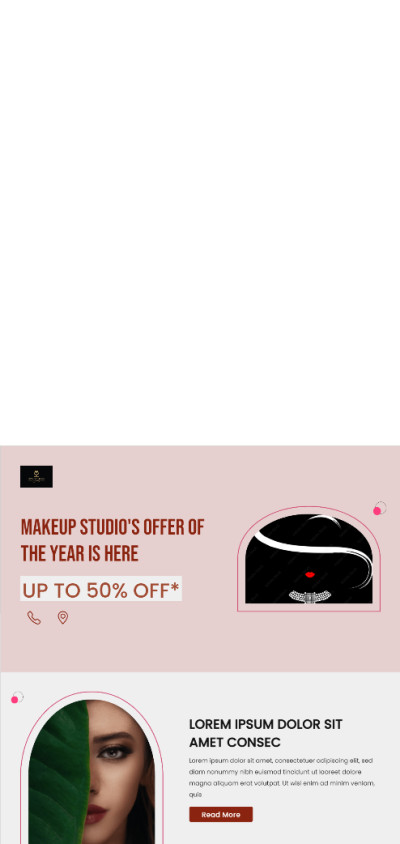 MAKEUP STUDIO'S OFFER OF
THE YEAR IS HERE
UP TO 50% OFF*
LOREM IPSUM DOLOR SIT
AMET CONSEC
Lorem ipsum dolor sit amet, consectetuer adipiscing elit, sed
diam nonummy nibh euismod tincidunt ut laoreet dolore
magna aliquam erat volutpat. Ut wisi enim ad minim veniam,
quis
Read More